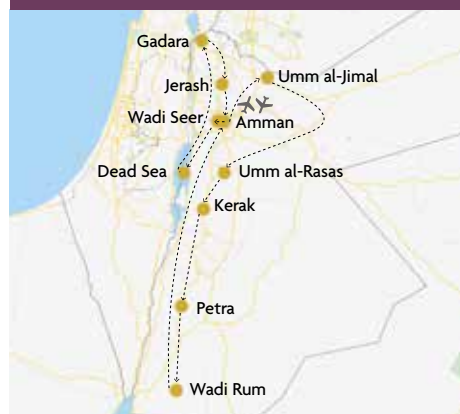 Gadara
Jerash
Umm al-Jimal
Wadi Seer
Amman
Dead Sea
Umm al-Rasas
Kerak
Petra
Wadi Rum